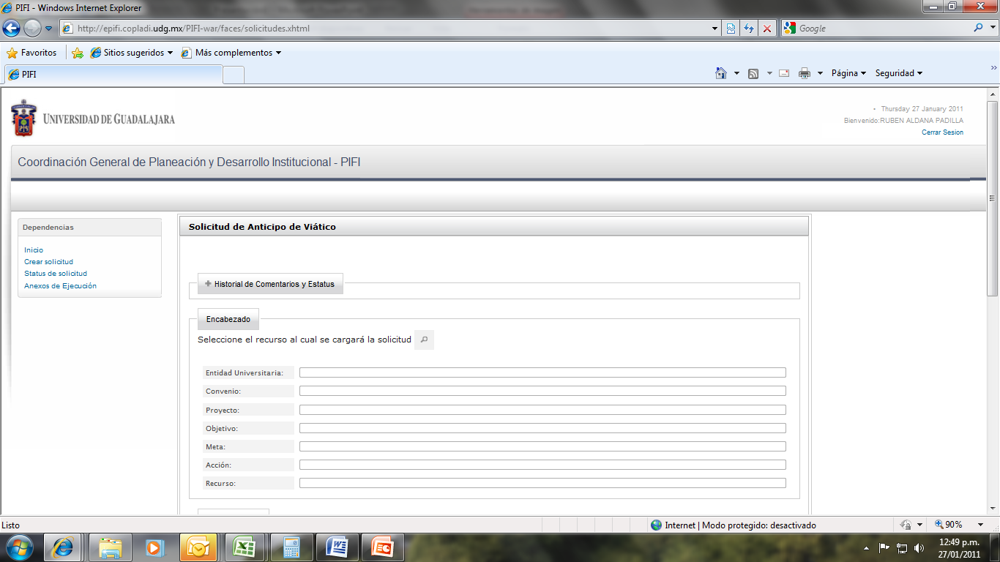 PIFI - Windows Internet Explorer
http://epifi.copladi.udg.mx/PIFI-war/faces/solicitudes.xhtml
Google
Favoritos
Sitios sugeridos
Más complementos
PIFI
Página
Seguridad
UNIVERSIDAD DE GUADALAJARA
Thursday 27 January 2011
Bienvenido:RUBEN ALDANA PADILLA
Cerrar Sesion
Coordinación General de Planeación y Desarrollo Institucional - PIFI
Dependencias
Inicio
Crear solicitud
Status de solicitud
Anexos de Ejecución
Solicitud de Anticipo de Viático
Historial de Comentarios y Estatus
Encabezado
Seleccione el recurso al cual se cargará la solicitud
Entidad Universitaria:
Convenio:
Proyecto:
Objetivo:
Meta:
Acción:
Recurso:
Listo
Internet | Modo protegido: desactivado
90%
12:49 p.m.
27/01/2011